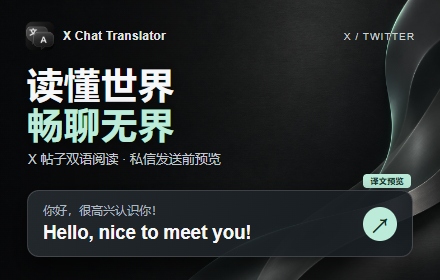 X Chat Translator
X / TWITTER
读懂世界
畅聊无界
X 帖子双语阅读 · 私信发送前预览
译文预览
你好，很高兴认识你！
Hello, nice to meet you!